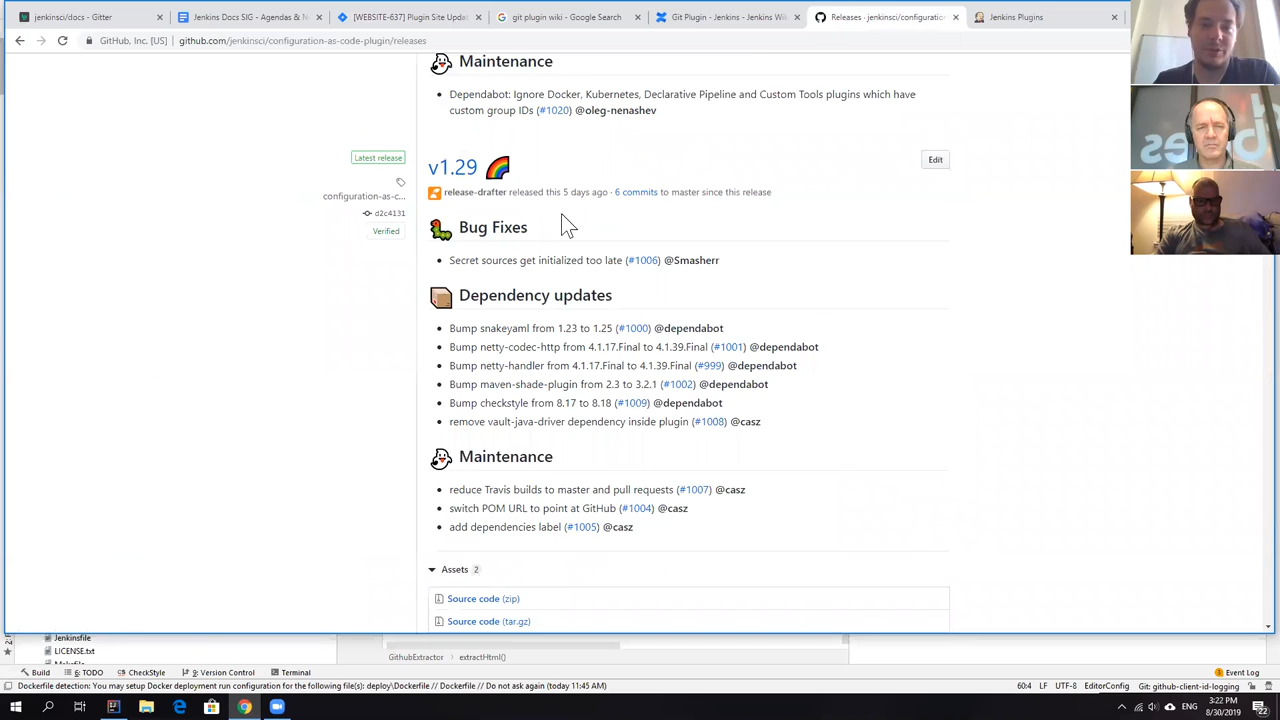 jenkinsci/docs - Gitter
Jenkins Docs SIG - Agendas & N
[WEBSITE-637] Plugin Site Updat
git plugin wiki - Google Search
Git Plugin - Jenkins - Jenkins Wi
Releases · jenkinsci/configuratio
Jenkins Plugins
GitHub, Inc. [US]
github.com/jenkinsci/configuration-as-code-plugin/releases
Maintenance
Dependabot: Ignore Docker, Kubernetes, Declarative Pipeline and Custom Tools plugins which have
custom group IDs (#1020) @oleg-nenashev
Latest release
v1.29
Edit
configuration-as-c...
release-drafter released this 5 days ago · 6 commits to master since this release
d2c4131
Verified
Bug Fixes
Secret sources get initialized too late (#1006) @Smasherr
Dependency updates
Bump snakeyaml from 1.23 to 1.25 (#1000) @dependabot
Bump netty-codec-http from 4.1.17.Final to 4.1.39.Final (#1001) @dependabot
Bump netty-handler from 4.1.17.Final to 4.1.39.Final (#999) @dependabot
Bump maven-shade-plugin from 2.3 to 3.2.1 (#1002) @dependabot
Bump checkstyle from 8.17 to 8.18 (#1009) @dependabot
remove vault-java-driver dependency inside plugin (#1008) @casz
Maintenance
reduce Travis builds to master and pull requests (#1007) @casz
switch POM URL to point at GitHub (#1004) @casz
add dependencies label (#1005) @casz
Assets 2
Source code (zip)
Source code (tar.gz)
Jenkinsfile
LICENSE.txt
GithubExtractor
extractHtml()
Build
6: TODO
CheckStyle
9: Version Control
Terminal
Event Log
Dockerfile detection: You may setup Docker deployment run configuration for the following file(s): deploy\Dockerfile // Dockerfile // Do not ask again (today 11:45 AM)
60:4
LF
UTF-8
EditorConfig
Git: github-client-id-logging
ENG
3:22 PM
8/30/2019
22